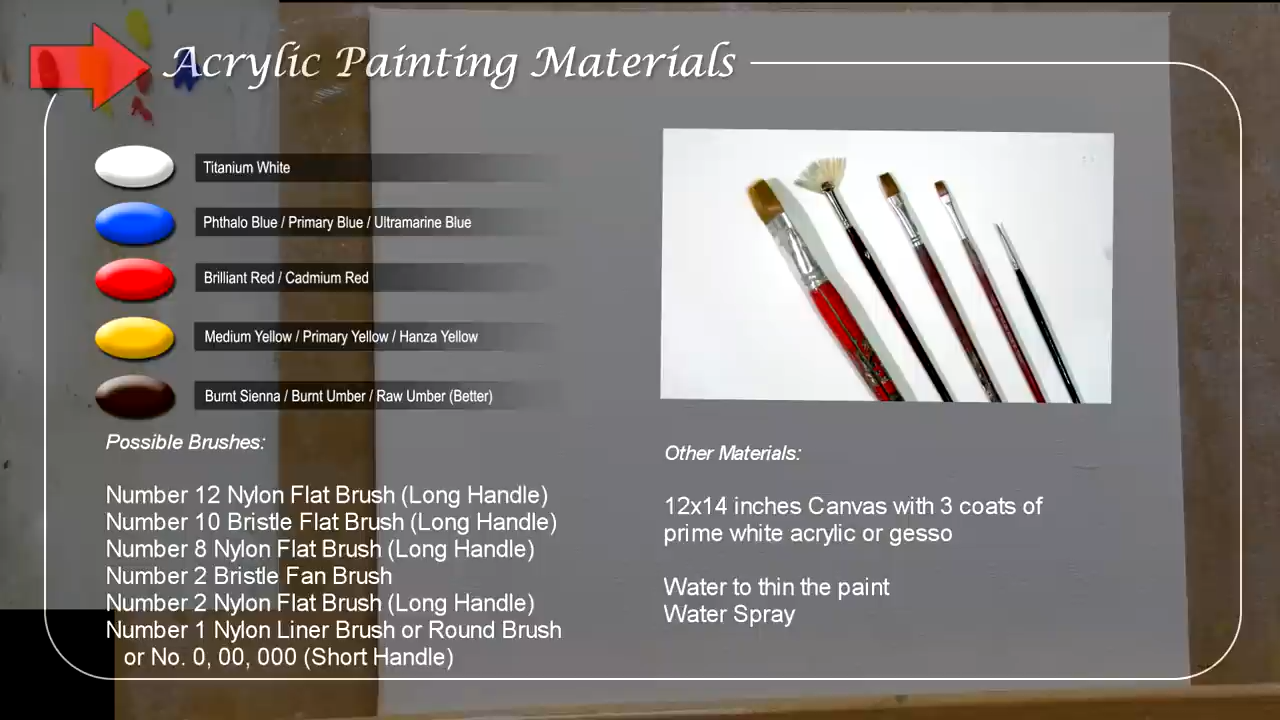 Acrylic Painting Materials
Titanium White
Phthalo Blue / Primary Blue / Ultramarine Blue
Brilliant Red / Cadmium Red
Medium Yellow / Primary Yellow / Hanza Yellow
Burnt Sienna / Burnt Umber / Raw Umber (Better)
Possible Brushes:
Number 12 Nylon Flat Brush (Long Handle)
Number 10 Bristle Flat Brush (Long Handle)
Number 8 Nylon Flat Brush (Long Handle)
Number 2 Bristle Fan Brush
Number 2 Nylon Flat Brush (Long Handle)
Number 1 Nylon Liner Brush or Round Brush
or No. 0, 00, 000 (Short Handle)
Other Materials:
12x14 inches Canvas with 3 coats of
prime white acrylic or gesso
Water to thin the paint
Water Spray